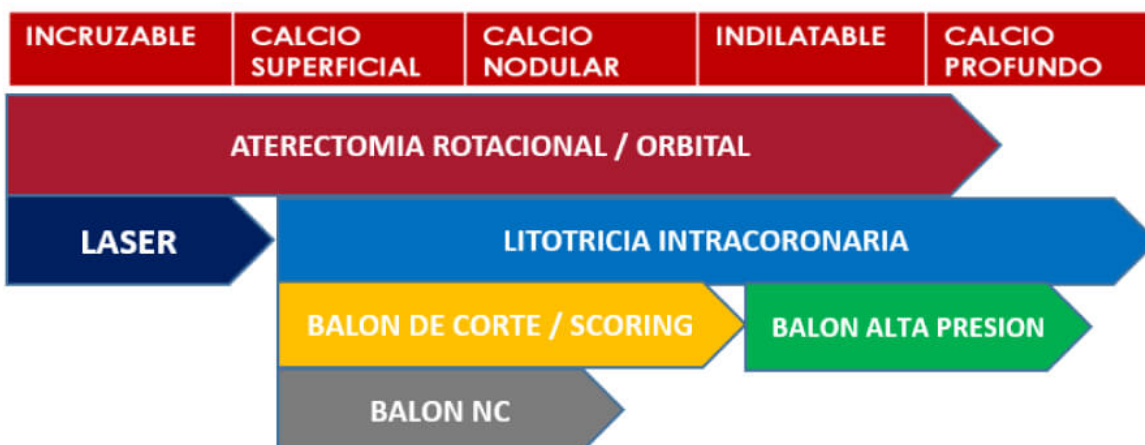 INCRUZABLE
CALCIO
SUPERFICIAL
CALCIO
NODULAR
INDILATABLE
CALCIO
PROFUNDO
ATERECTOMIA ROTACIONAL / ORBITAL
LASER
LITOTRICIA INTRACORONARIA
BALON DE CORTE / SCORING
BALON ALTA PRESION
BALON NC